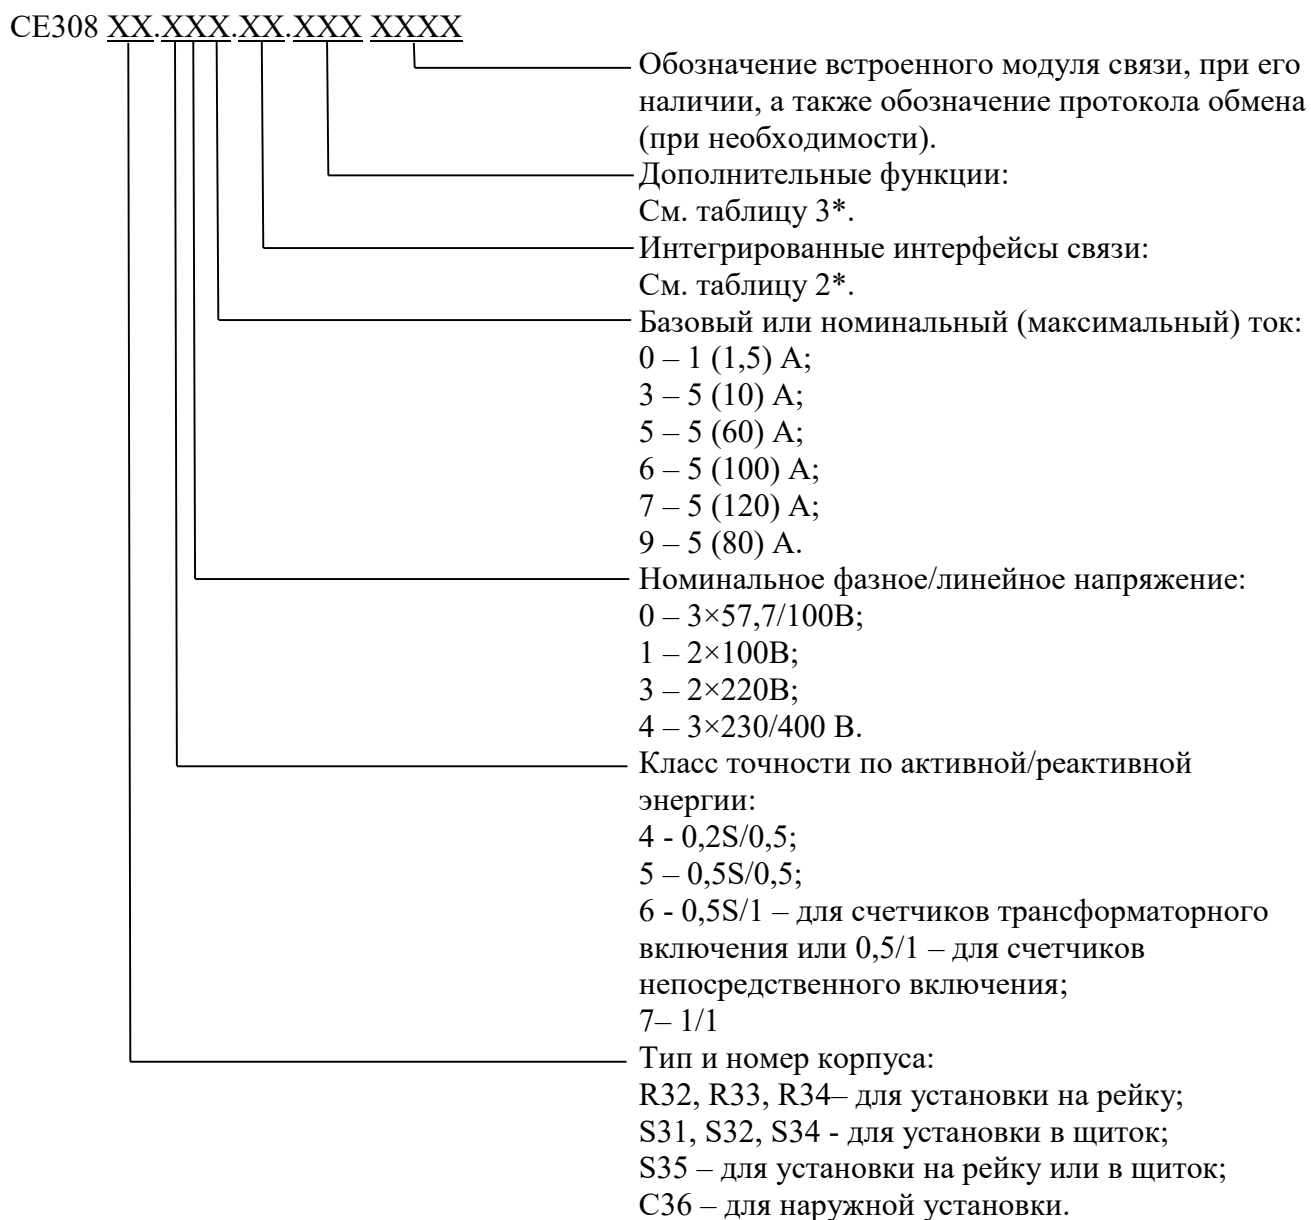 СЕ308 XX.XXX.XX.XXX XXXX
Обозначение встроенного модуля связи, при его
наличии, а также обозначение протокола обмена
(при необходимости).
Дополнительные функции:
См. таблицу 3*.
Интегрированные интерфейсы связи:
См. таблицу 2*.
Базовый или номинальный (максимальный) ток:
0 – 1 (1,5) А;
3 – 5 (10) А;
5 – 5 (60) А;
6 – 5 (100) А;
7 – 5 (120) А;
9 – 5 (80) А.
Номинальное фазное/линейное напряжение:
0 – 3×57,7/100В;
1 – 2×100В;
3 – 2×220В;
4 – 3×230/400 В.
Класс точности по активной/реактивной
энергии:
4 - 0,2S/0,5;
5 – 0,5S/0,5;
6 - 0,5S/1 – для счетчиков трансформаторного
включения или 0,5/1 – для счетчиков
непосредственного включения;
7– 1/1
Тип и номер корпуса:
R32, R33, R34– для установки на рейку;
S31, S32, S34 - для установки в щиток;
S35 – для установки на рейку или в щиток;
С36 – для наружной установки.